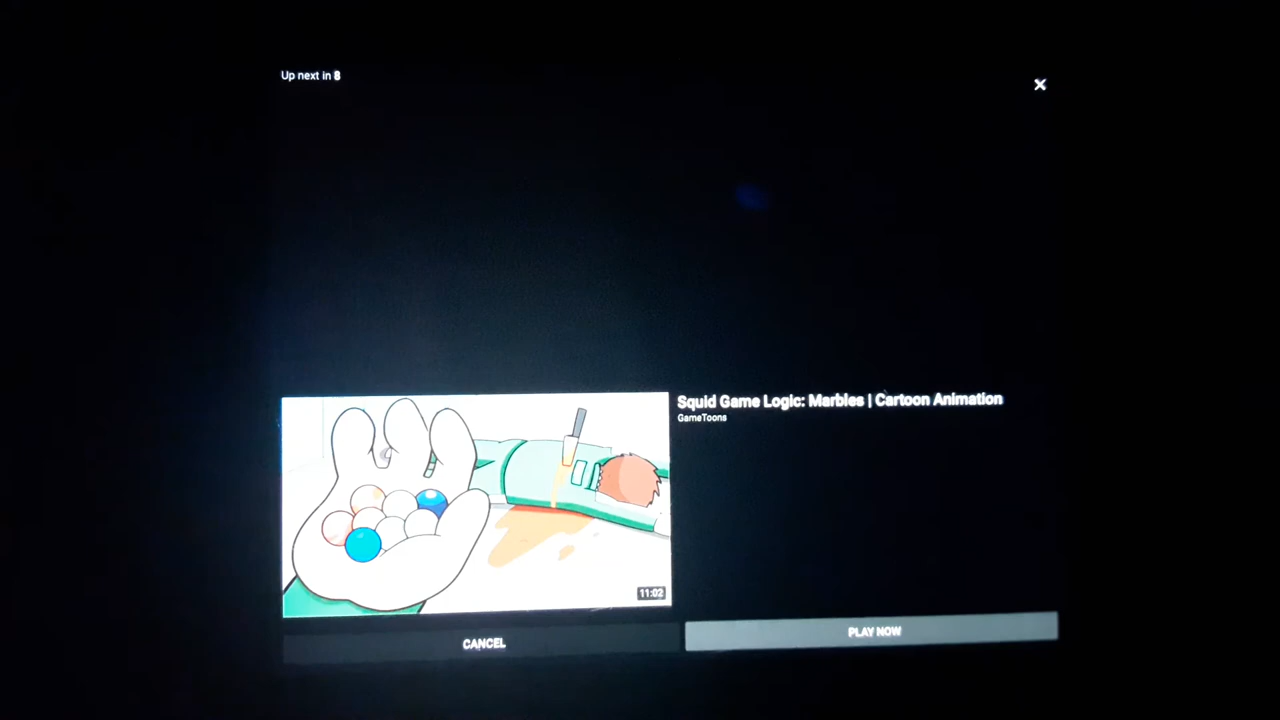 Up next in 8
Squid Game Logic: Marbles | Cartoon Animation
GameToons
11:02
CANCEL
PLAY NOW